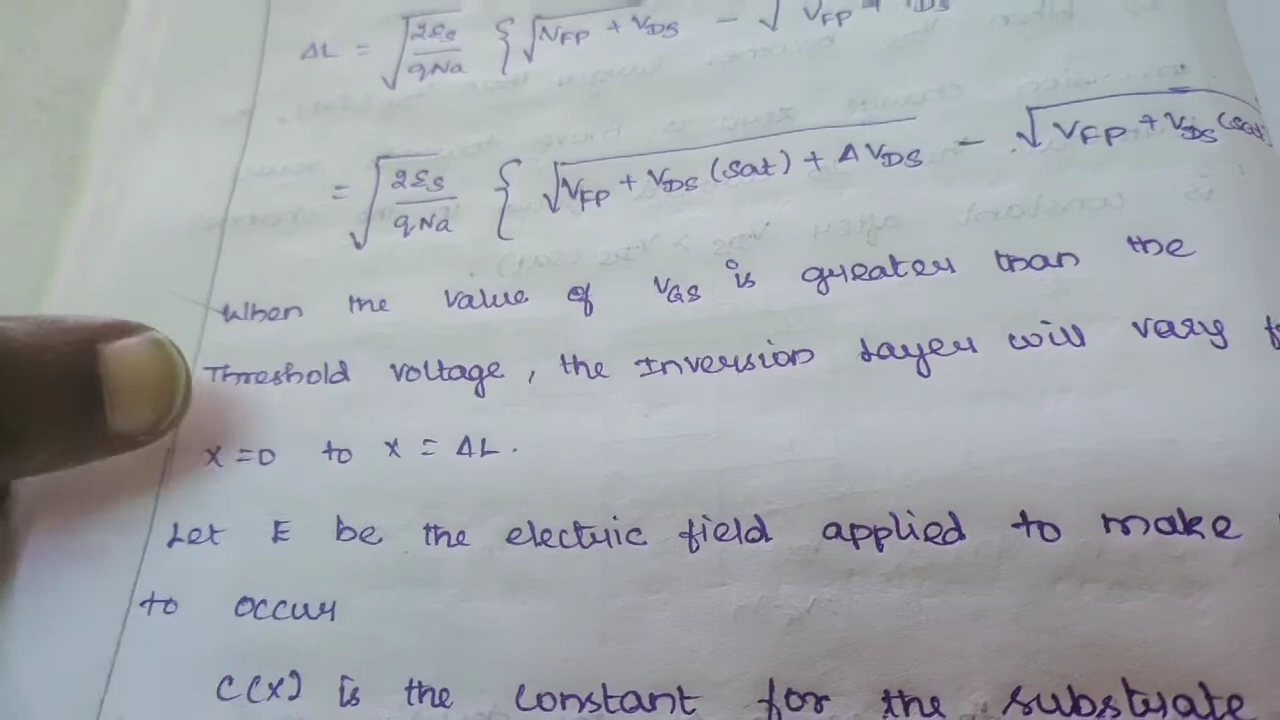 ΔL = √(2εs/qNa) { √VFP + VDS - √VFP + VDS
= √(2εs/qNa) { √VFP + VDS (sat) + ΔVDS - √VFP + VDS (sat)
When the value of VGS is greater than the
Threshold voltage, the Inversion Layer will vary
x=0 to x = ΔL.
Let E be the electric field applied to make
to occur
C(x) is the constant for the substrate